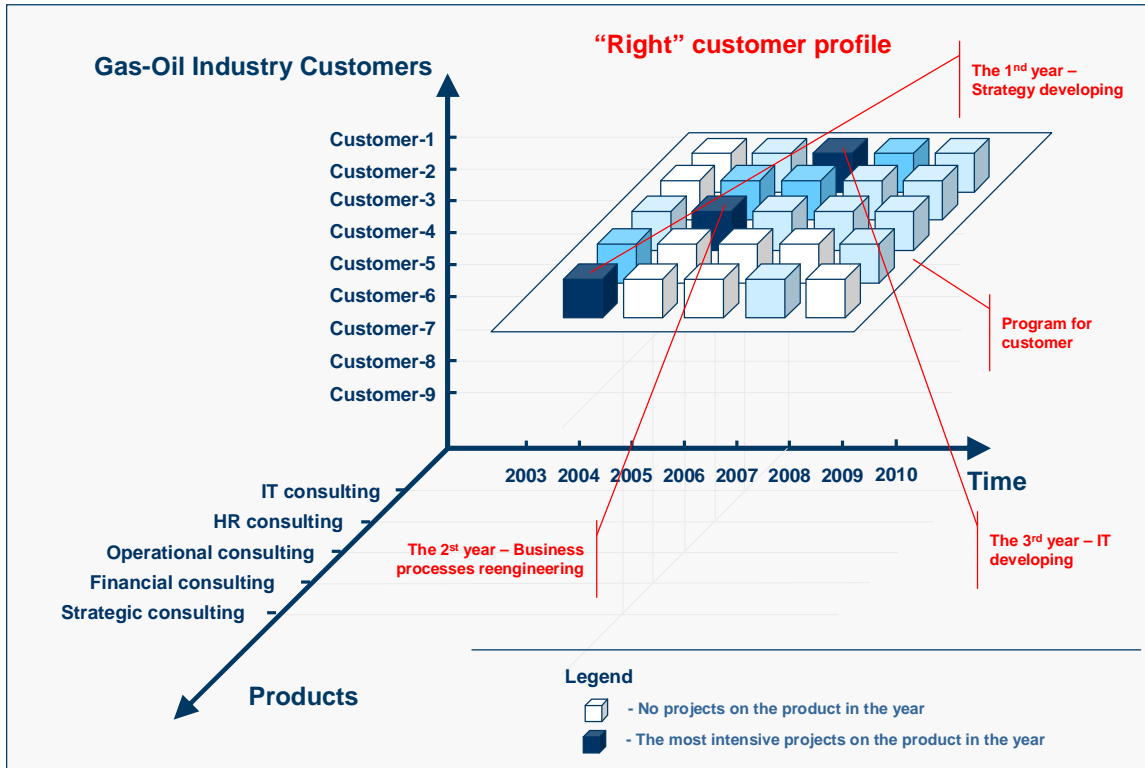 “Right” customer profile
Gas-Oil Industry Customers
The 1nd year –
Strategy developing
Customer-1
Customer-2
Customer-3
Customer-4
Customer-5
Customer-6
Customer-7
Customer-8
Customer-9
Program for
customer
2003 2004 2005 2006 2007 2008 2009 2010
Time
IT consulting
HR consulting
Operational consulting
Financial consulting
Strategic consulting
The 2st year – Business
processes reengineering
The 3rd year – IT
developing
Products
Legend
- No projects on the product in the year
- The most intensive projects on the product in the year